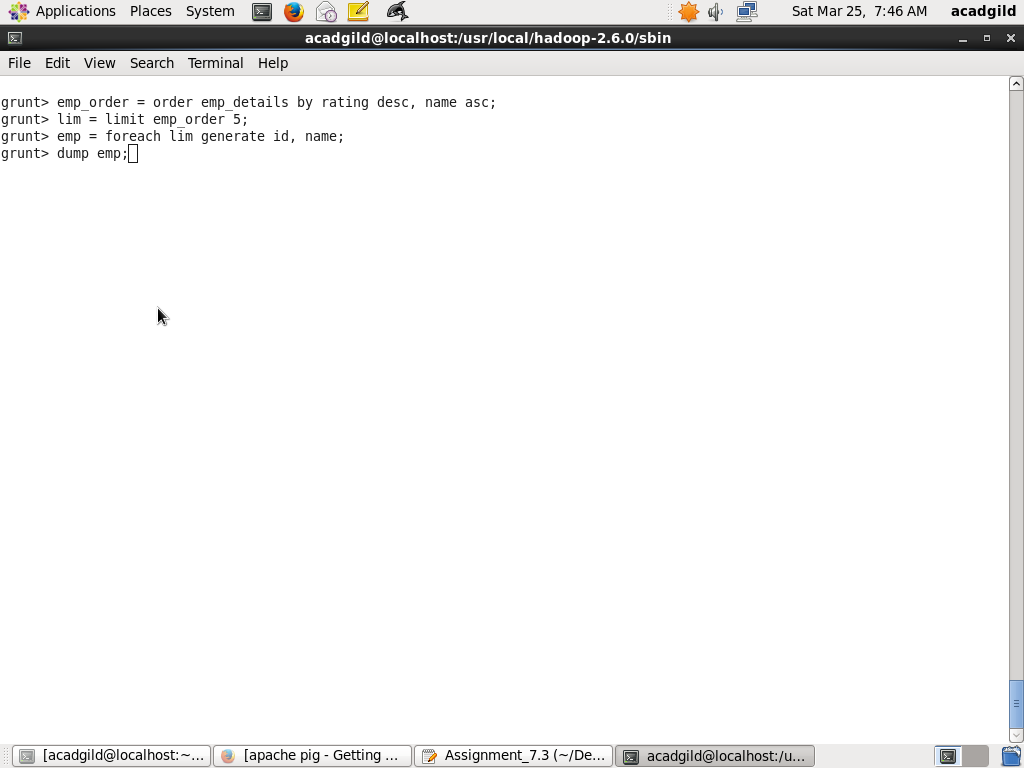 Applications Places System Sat Mar 25, 7:46 AM acadgild
acadgild@localhost:/usr/local/hadoop-2.6.0/sbin
File Edit View Search Terminal Help
grunt> emp_order = order emp_details by rating desc, name asc;
grunt> lim = limit emp_order 5;
grunt> emp = foreach lim generate id, name;
grunt> dump emp;
[acadgild@localhost:~... [apache pig - Getting ... Assignment_7.3 (~/De... acadgild@localhost:/u...